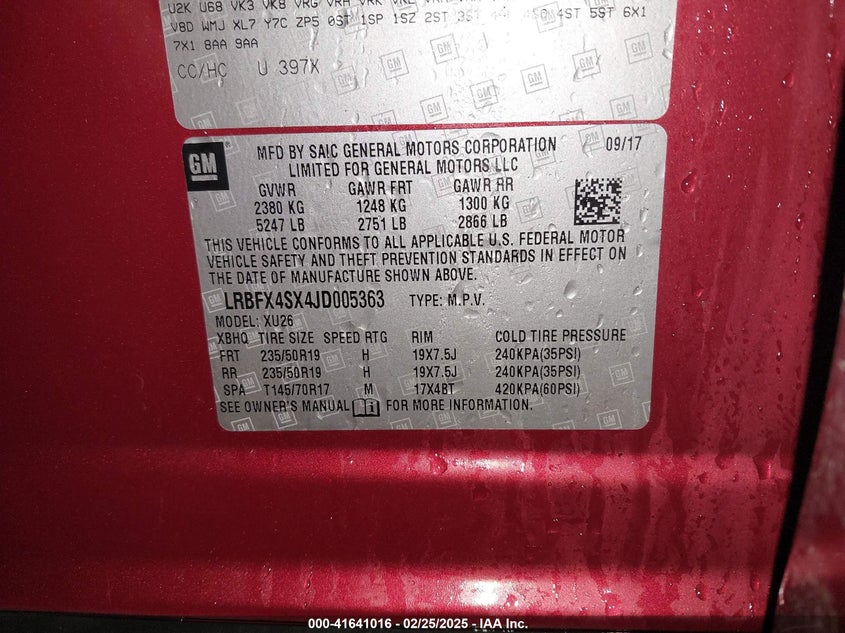 U2K U68 VK3 VK8 VRG VRH VRK VRL
V8D WMJ XL7 Y7C ZP5 0ST 1SP 1SZ 2ST 3ST 4ST 5ST 6X1
7X1 8AA 9AA
CC/HC U 397X
GM
MFD BY SAIC GENERAL MOTORS CORPORATION 09/17
LIMITED FOR GENERAL MOTORS LLC
GVWR GAWR FRT GAWR RR
2380 KG 1248 KG 1300 KG
5247 LB 2751 LB 2866 LB
THIS VEHICLE CONFORMS TO ALL APPLICABLE U.S. FEDERAL MOTOR
VEHICLE SAFETY AND THEFT PREVENTION STANDARDS IN EFFECT ON
THE DATE OF MANUFACTURE SHOWN ABOVE.
LRBFX4SX4JD005363 TYPE: M.P.V.
MODEL: XU26
XBHQ TIRE SIZE SPEED RTG RIM COLD TIRE PRESSURE
FRT 235/50R19 H 19X7.5J 240KPA(35PSI)
RR 235/50R19 H 19X7.5J 240KPA(35PSI)
SPA T145/70R17 M 17X4BT 420KPA(60PSI)
SEE OWNER'S MANUAL FOR MORE INFORMATION.
000-41641016 - 02/25/2025 - IAA Inc.